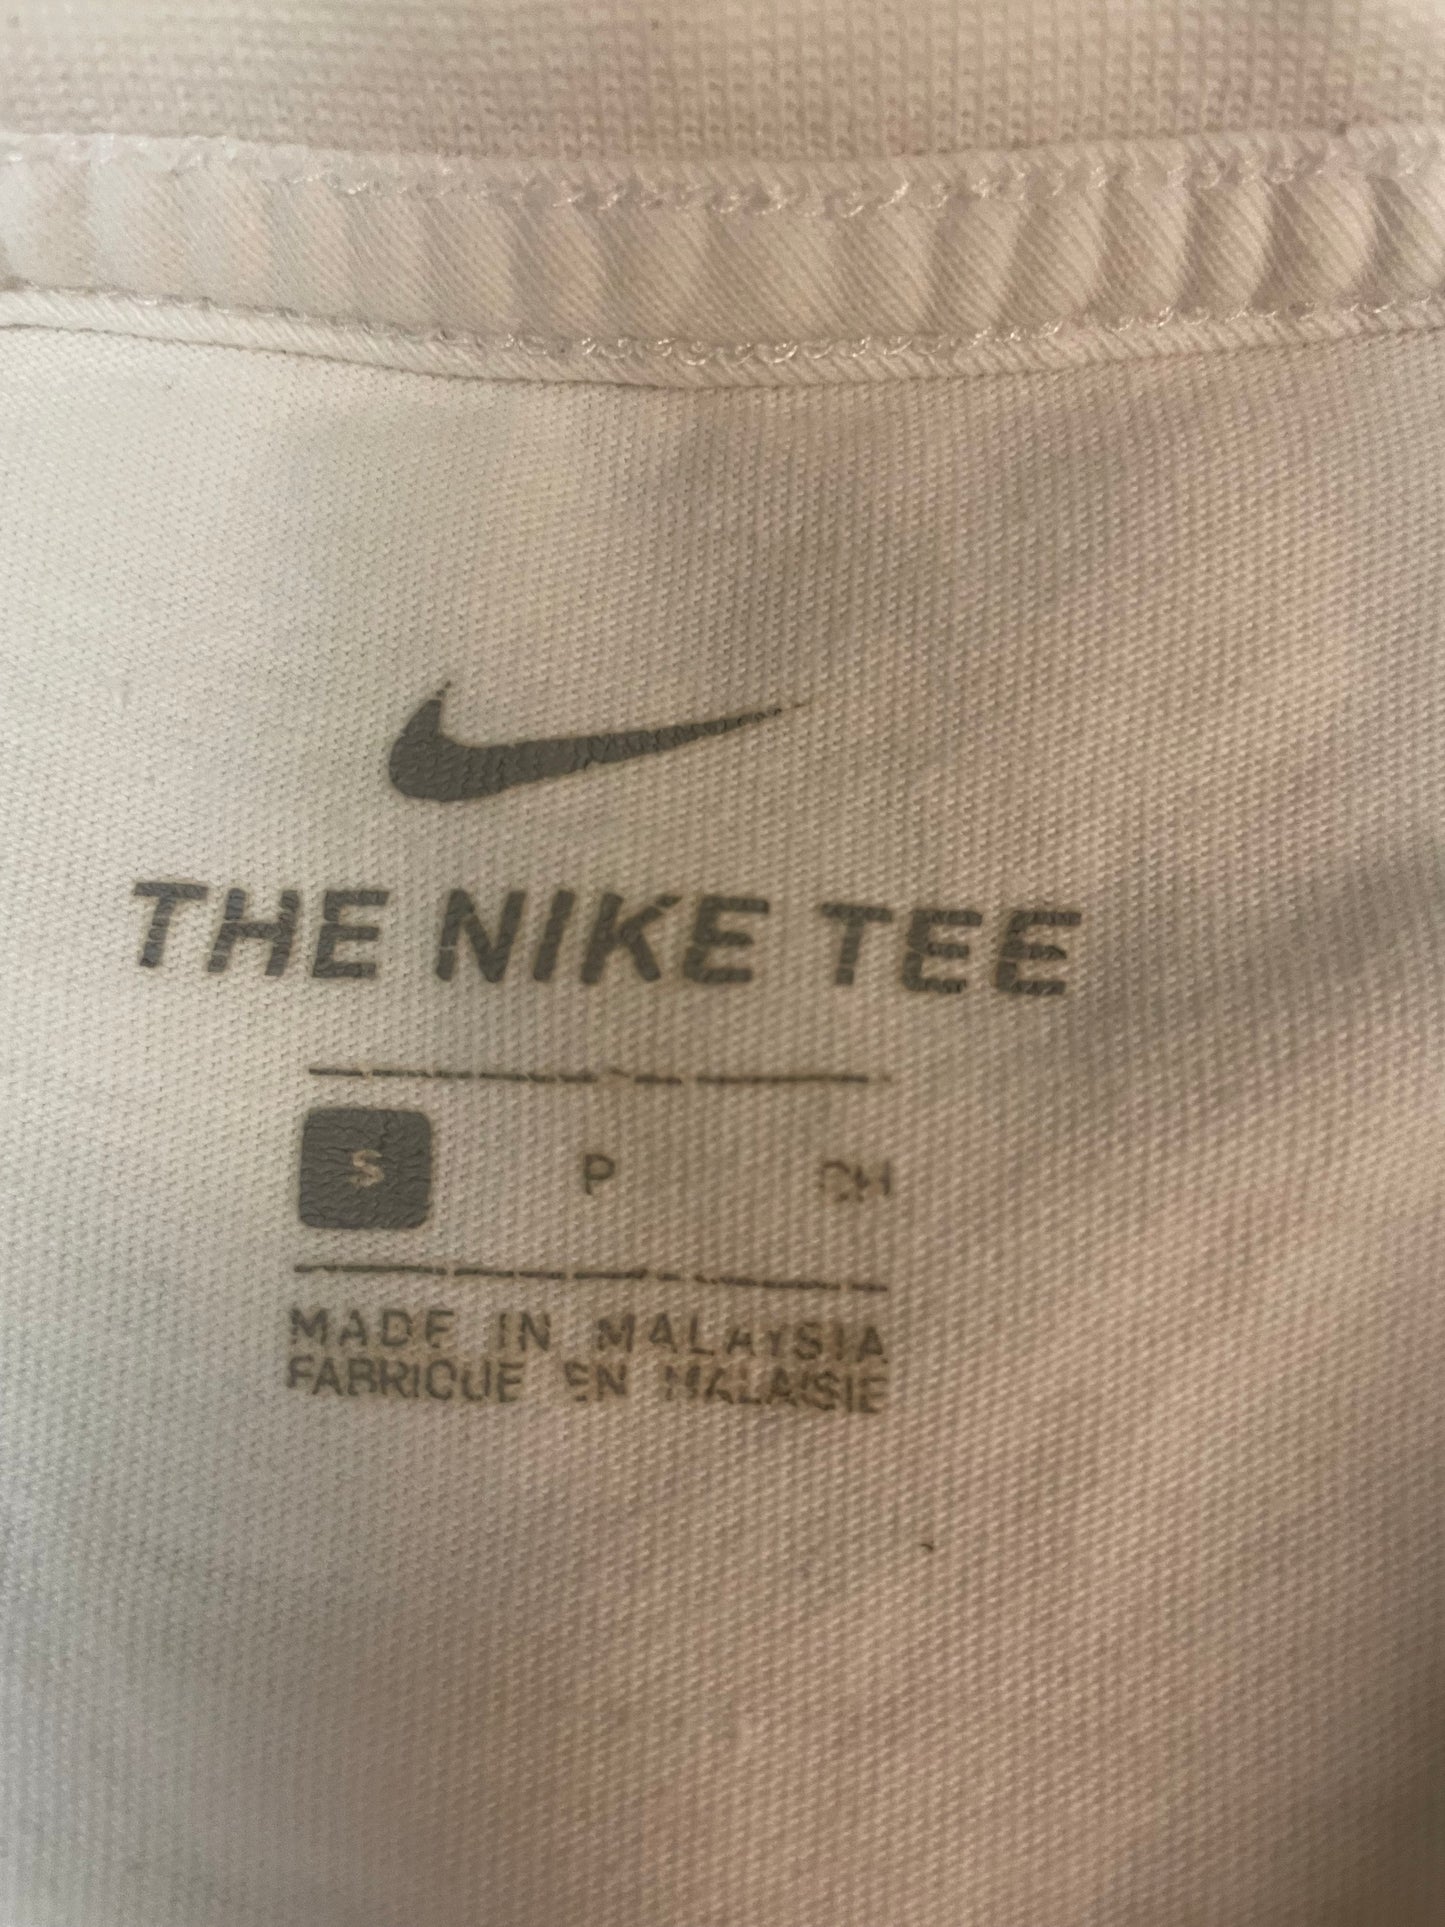 THE NIKE TEE
S P CH
MADE IN MALAYSIA
FABRIQUE EN MALAISIE